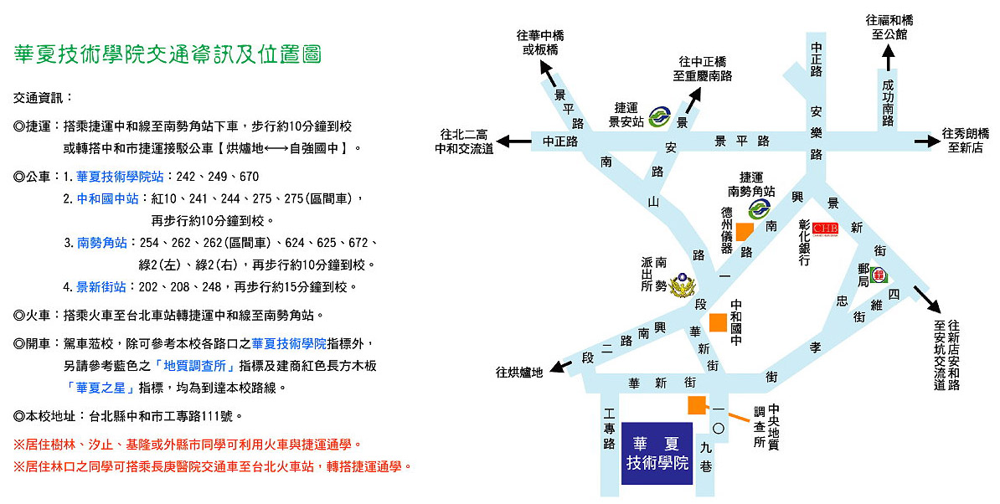 華夏技術學院交通資訊及位置圖
交通資訊：
◎捷運：搭乘捷運中和線至南勢角站下車，步行約10分鐘到校
或轉搭中和市捷運接駁公車【烘爐地←→自強國中】。
◎公車：1. 華夏技術學院站：242、249、670
2. 中和國中站：紅10、241、244、275、275(區間車)，
再步行約10分鐘到校。
3. 南勢角站：254、262、262(區間車)、624、625、672、
綠2(左)、綠2(右)，再步行約10分鐘到校。
4. 景新街站：202、208、248，再步行約15分鐘到校。
◎火車：搭乘火車至台北車站轉捷運中和線至南勢角站。
◎開車：駕車蒞校，除可參考本校各路口之華夏技術學院指標外，
另請參考藍色之「地質調查所」指標及建商紅色長方木板
「華夏之星」指標，均為到達本校路線。
◎本校地址：台北縣中和市工專路111號。
※居住樹林、汐止、基隆或外縣市同學可利用火車與捷運通學。
※居住林口之同學可搭乘長庚醫院交通車至台北火車站，轉搭捷運通學。
往華中橋
或板橋
往中正橋
至重慶南路
往福和橋
至公館
中正路
成功南路
景平路
捷運
景安站
景安路
安樂路
往北二高
中和交流道
中正路
景平路
往秀朗橋
至新店
南山路
捷運
南勢角站
興南路一段
德州儀器
彰化銀行
CHB
景新街
郵局
南勢
派出所
忠街
四維
中和國中
往新店安和路
至安坑交流道
興南路二段
華新街
孝街
往烘爐地
華新街
工專路
一〇九巷
中央地質
調查所
華夏
技術學院